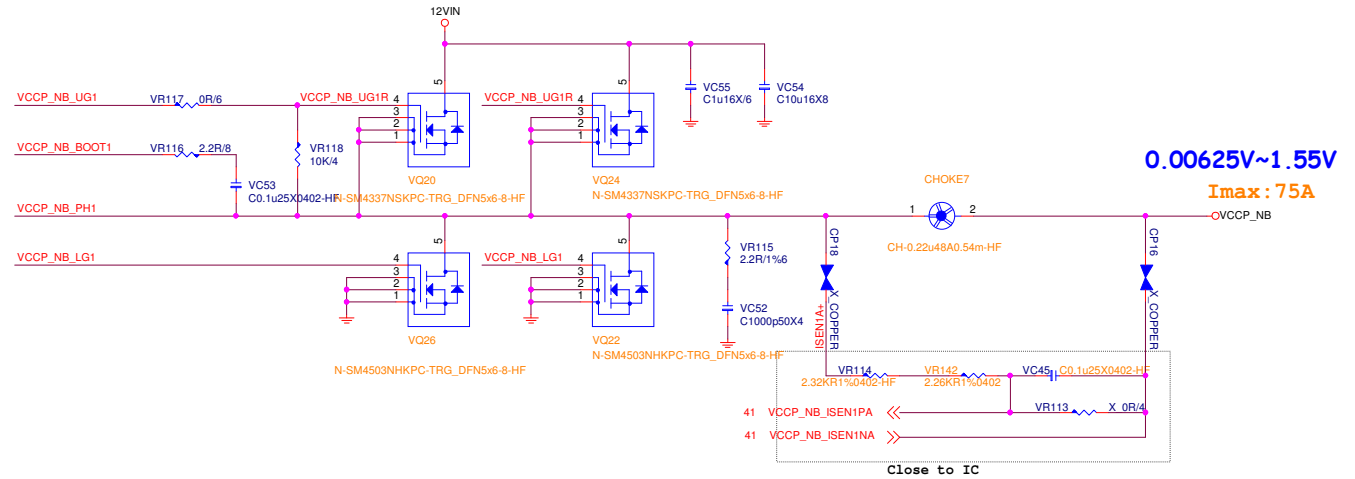 12VIN
VCCP_NB_UG1
VR117
0R/6
VCCP_NB_UG1R
4
3
2
1
5
VQ20
N-SM4337NSKPC-TRG_DFN5x6-8-HF
VCCP_NB_UG1R
4
3
2
1
5
VQ24
N-SM4337NSKPC-TRG_DFN5x6-8-HF
VC55
C1u16X/6
VC54
C10u16X8
VCCP_NB_BOOT1
VR116
2.2R/8
VR118
10K/4
VC53
C0.1u25X0402-HF
0.00625V~1.55V
Imax:75A
VCCP_NB_PH1
CHOKE7
1
2
CH-0.22u48A0.54m-HF
VCCP_NB
VCCP_NB_LG1
4
3
2
1
5
VQ26
N-SM4503NHKPC-TRG_DFN5x6-8-HF
VCCP_NB_LG1
4
3
2
1
5
VQ22
N-SM4503NHKPC-TRG_DFN5x6-8-HF
VR115
2.2R/1%6
VC52
C1000p50X4
CP18
X_COPPER
ISEN1A+
CP16
X_COPPER
VR114
2.32KR1%0402-HF
VR142
2.26KR1%0402
VC45
C0.1u25X0402-HF
41 VCCP_NB_ISEN1PA
VR113
X_0R/4
41 VCCP_NB_ISEN1NA
Close to IC